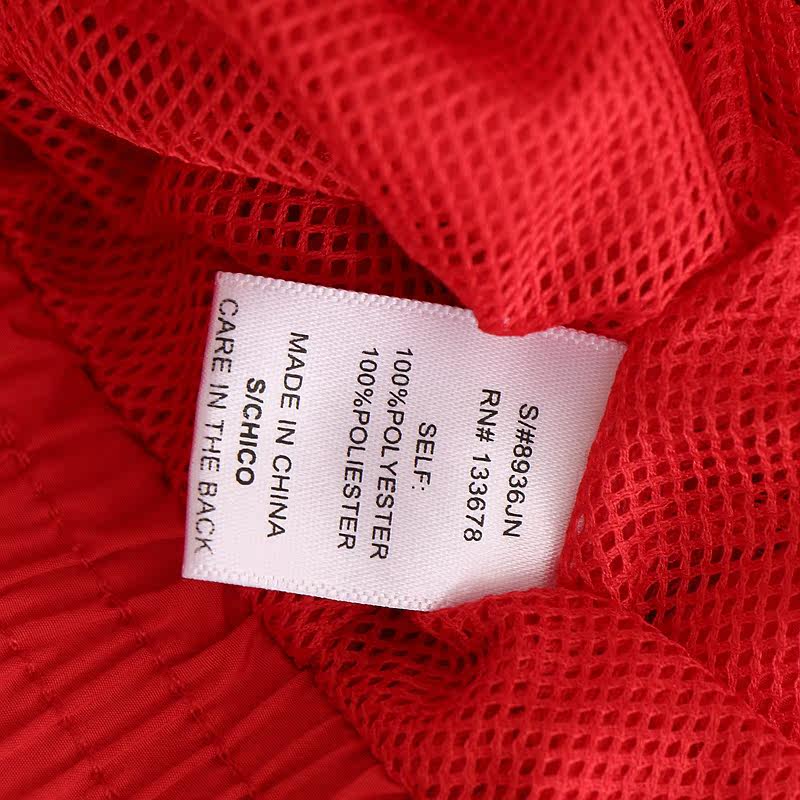 S/#8936JN
RN# 133678
SELF:
100%POLYESTER
100%POLIESTER
MADE IN CHINA
S/CHICO
CARE IN THE BACK